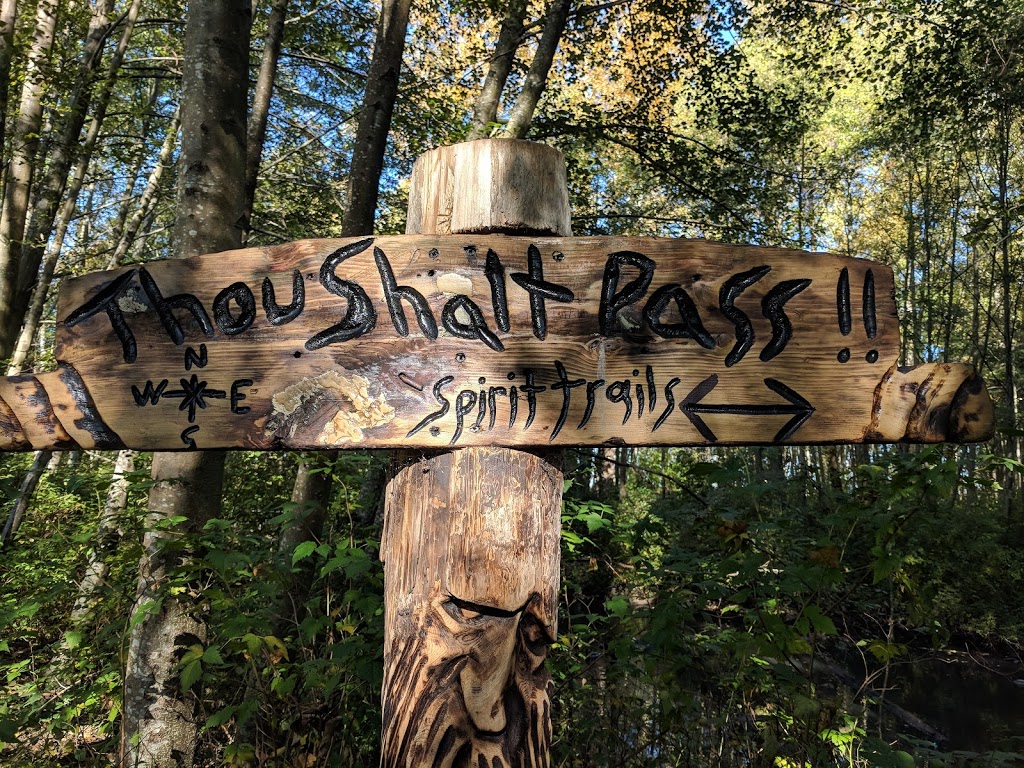 Thou Shalt Pass !!
N
W E
S
Spirit trails